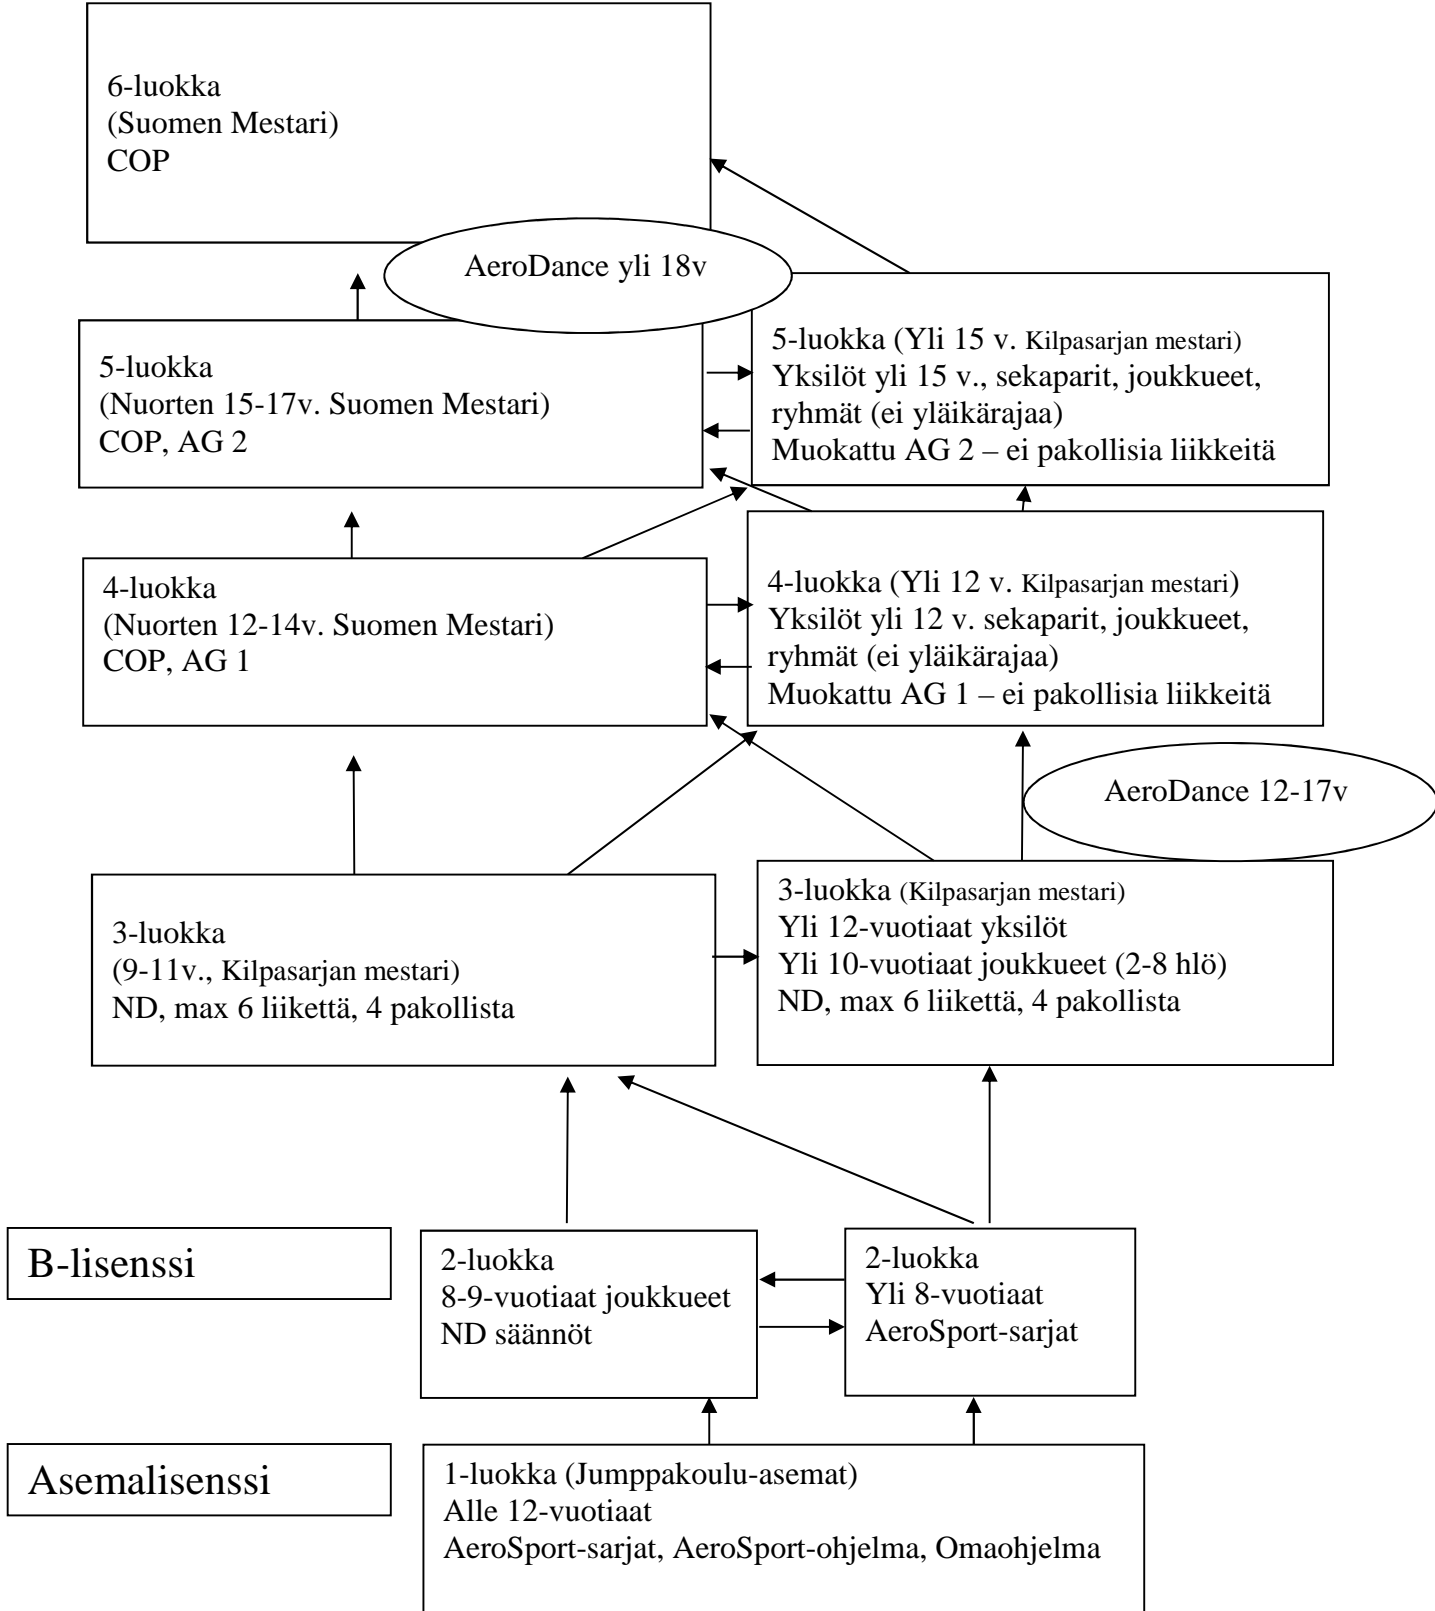 6-luokka
(Suomen Mestari)
COP
AeroDance yli 18v
5-luokka
(Nuorten 15-17v. Suomen Mestari)
COP, AG 2
5-luokka (Yli 15 v. Kilpasarjan mestari)
Yksilöt yli 15 v., sekaparit, joukkueet,
ryhmät (ei yläikärajaa)
Muokattu AG 2 – ei pakollisia liikkeitä
4-luokka
(Nuorten 12-14v. Suomen Mestari)
COP, AG 1
4-luokka (Yli 12 v. Kilpasarjan mestari)
Yksilöt yli 12 v. sekaparit, joukkueet,
ryhmät (ei yläikärajaa)
Muokattu AG 1 – ei pakollisia liikkeitä
AeroDance 12-17v
3-luokka
(9-11v., Kilpasarjan mestari)
ND, max 6 liikettä, 4 pakollista
3-luokka (Kilpasarjan mestari)
Yli 12-vuotiaat yksilöt
Yli 10-vuotiaat joukkueet (2-8 hlö)
ND, max 6 liikettä, 4 pakollista
B-lisenssi
2-luokka
8-9-vuotiaat joukkueet
ND säännöt
2-luokka
Yli 8-vuotiaat
AeroSport-sarjat
Asemalisenssi
1-luokka (Jumppakoulu-asemat)
Alle 12-vuotiaat
AeroSport-sarjat, AeroSport-ohjelma, Omaohjelma